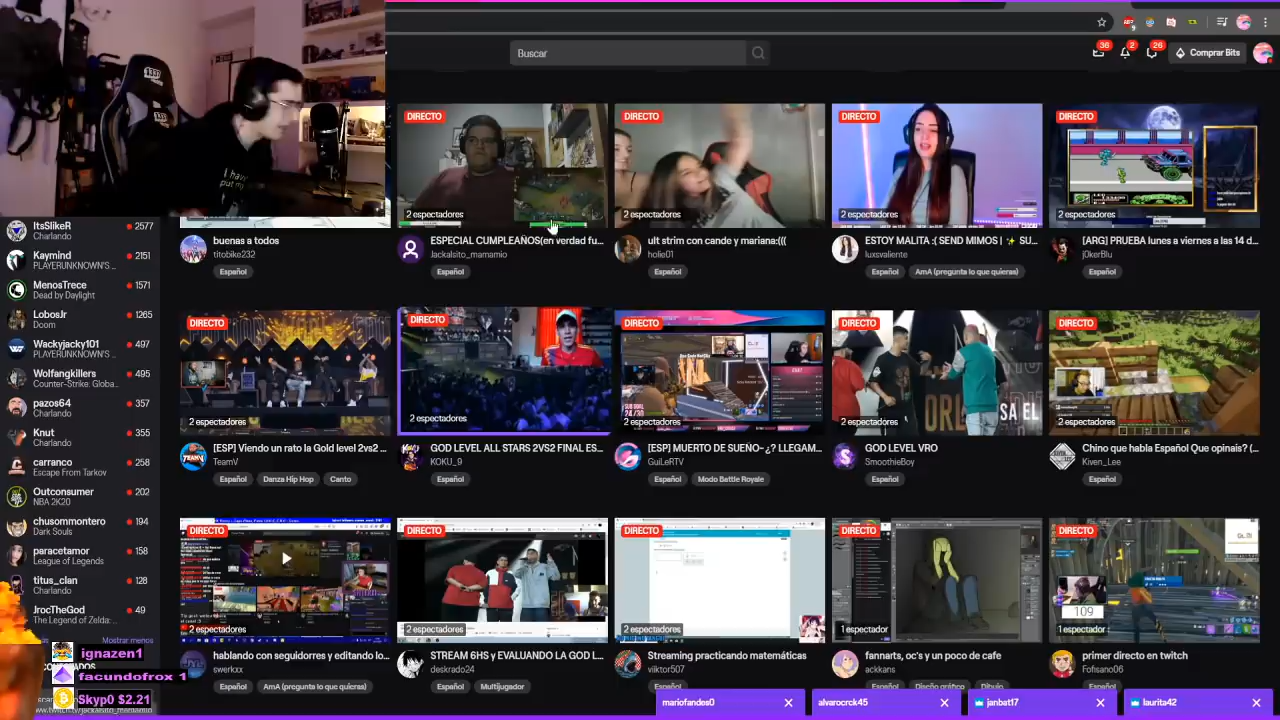 Buscar
36
2
26
Comprar Bits
ItsSlikeR
2577
Charlando
Kaymind
2151
PLAYERUNKNOWN'S ...
MenosTrece
1571
Dead by Daylight
LobosJr
1265
Doom
Wackyjacky101
497
PLAYERUNKNOWN'S ...
Wolfangkillers
495
Counter-Strike: Globa...
pazos64
357
Charlando
Knut
355
Charlando
carranco
258
Escape From Tarkov
Outconsumer
202
NBA 2K20
chusommontero
194
Dark Souls
paracetamor
158
League of Legends
titus_clan
128
Charlando
JrocTheGod
49
The Legend of Zelda: ...
Mostrar menos
ignazen1
facundofrox 1
Skyp0 $2.21
buenas a todos
titobike232
Español
DIRECTO
2 espectadores
ESPECIAL CUMPLEAÑOS(en verdad fu...
Jackalsito_mamamio
Español
DIRECTO
2 espectadores
ult strim con cande y mariana:(((
holie01
Español
DIRECTO
2 espectadores
ESTOY MALITA :( SEND MIMOS | ✨ SU...
luxsvaliente
Español
AmA (pregunta lo que quieras)
DIRECTO
2 espectadores
[ARG] PRUEBA lunes a viernes a las 14 d...
j0kerBlu
Español
DIRECTO
2 espectadores
[ESP] Viendo un rato la Gold level 2vs2 ...
TeamV
Español
Danza Hip Hop
Canto
DIRECTO
2 espectadores
GOD LEVEL ALL STARS 2VS2 FINAL ES...
KOKU_9
Español
DIRECTO
2 espectadores
[ESP] MUERTO DE SUEÑO- ¿? LLEGAM...
GuiLeRTV
Español
Modo Battle Royale
DIRECTO
2 espectadores
GOD LEVEL VRO
SmoothieBoy
Español
DIRECTO
2 espectadores
Chino que habla Español Que opinais? (...
Kiven_Lee
Español
DIRECTO
2 espectadores
hablando con seguidorres y editando lo...
swerkxx
Español
AmA (pregunta lo que quieras)
DIRECTO
2 espectadores
STREAM 6HS y EVALUANDO LA GOD L...
deskrado24
Español
Multijugador
DIRECTO
2 espectadores
Streaming practicando matemáticas
viiktor507
Español
DIRECTO
1 espectador
fannarts, oc's y un poco de cafe
ackkans
Español
Diseño gráfico
Dibujo
DIRECTO
109
1 espectador
primer directo en twitch
Fofisano06
Español
mariofandes0
alvarocrck45
janbat17
laurita42